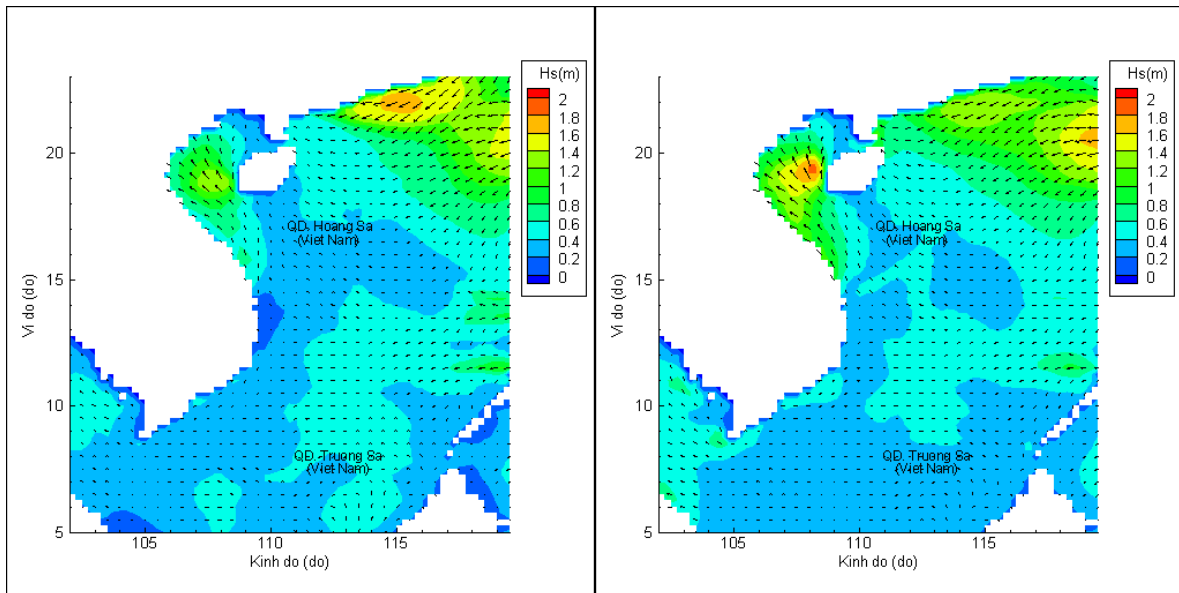 Hs(m)
2
1.8
1.6
1.4
1.2
1
0.8
0.6
0.4
0.2
0
20
15
10
5
Vi do (do)
QD. Hoang Sa
(Viet Nam)
QD. Truong Sa
(Viet Nam)
105
110
115
Kinh do (do)
Hs(m)
2
1.8
1.6
1.4
1.2
1
0.8
0.6
0.4
0.2
0
20
15
10
5
Vi do (do)
QD. Hoang Sa
(Viet Nam)
QD. Truong Sa
(Viet Nam)
105
110
115
Kinh do (do)